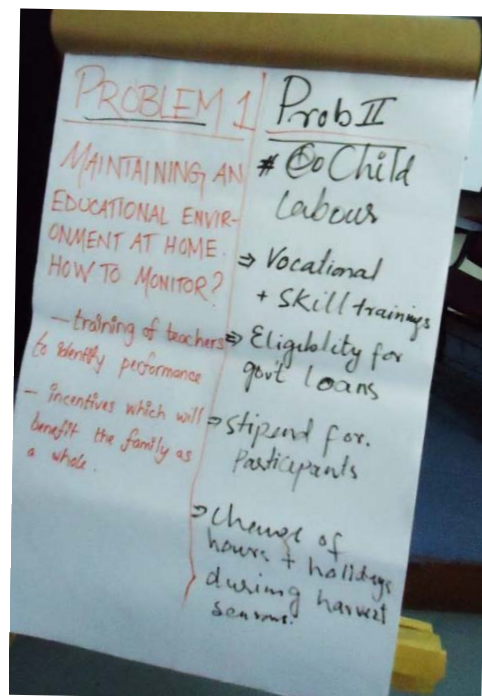 PROBLEM 1
MAINTAINING AN
EDUCATIONAL ENVIR-
ONMENT AT HOME.
HOW TO MONITOR?
– training of teachers
to identify performance
– incentives which will
benefit the family as
a whole.
Prob II
# Child
Labour
⇒ Vocational
+ Skill trainings
⇒ Eligiblity for
govt loans
⇒ Stipend for.
Participants
⇒ Change of
hours + holidays
during harvest
seasons.